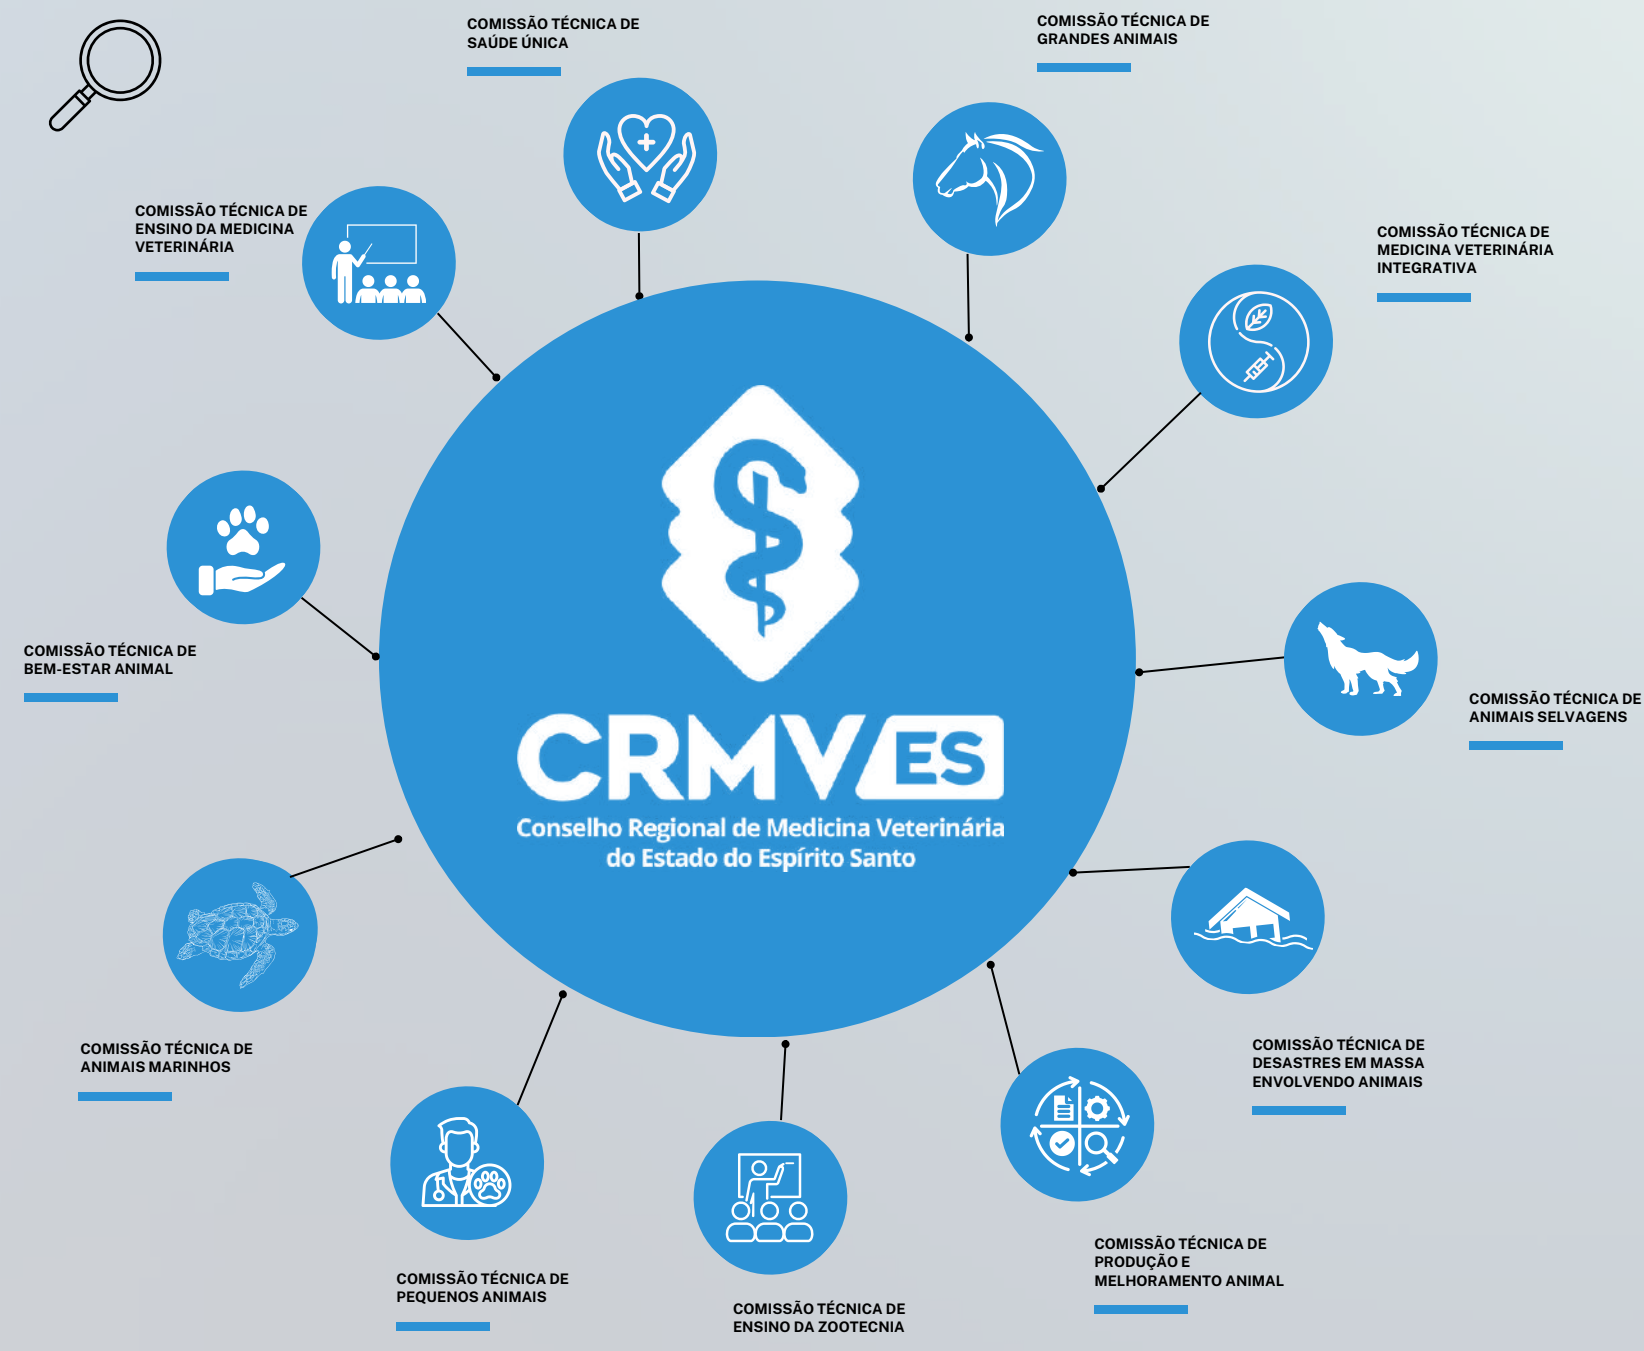 COMISSÃO TÉCNICA DE
SAÚDE ÚNICA
COMISSÃO TÉCNICA DE
GRANDES ANIMAIS
COMISSÃO TÉCNICA DE
ENSINO DA MEDICINA
VETERINÁRIA
COMISSÃO TÉCNICA DE
MEDICINA VETERINÁRIA
INTEGRATIVA
COMISSÃO TÉCNICA DE
BEM-ESTAR ANIMAL
COMISSÃO TÉCNICA DE
ANIMAIS SELVAGENS
CRMV ES
Conselho Regional de Medicina Veterinária
do Estado do Espírito Santo
COMISSÃO TÉCNICA DE
ANIMAIS MARINHOS
COMISSÃO TÉCNICA DE
DESASTRES EM MASSA
ENVOLVENDO ANIMAIS
COMISSÃO TÉCNICA DE
PEQUENOS ANIMAIS
COMISSÃO TÉCNICA DE
ENSINO DA ZOOTECNIA
COMISSÃO TÉCNICA DE
PRODUÇÃO E
MELHORAMENTO ANIMAL